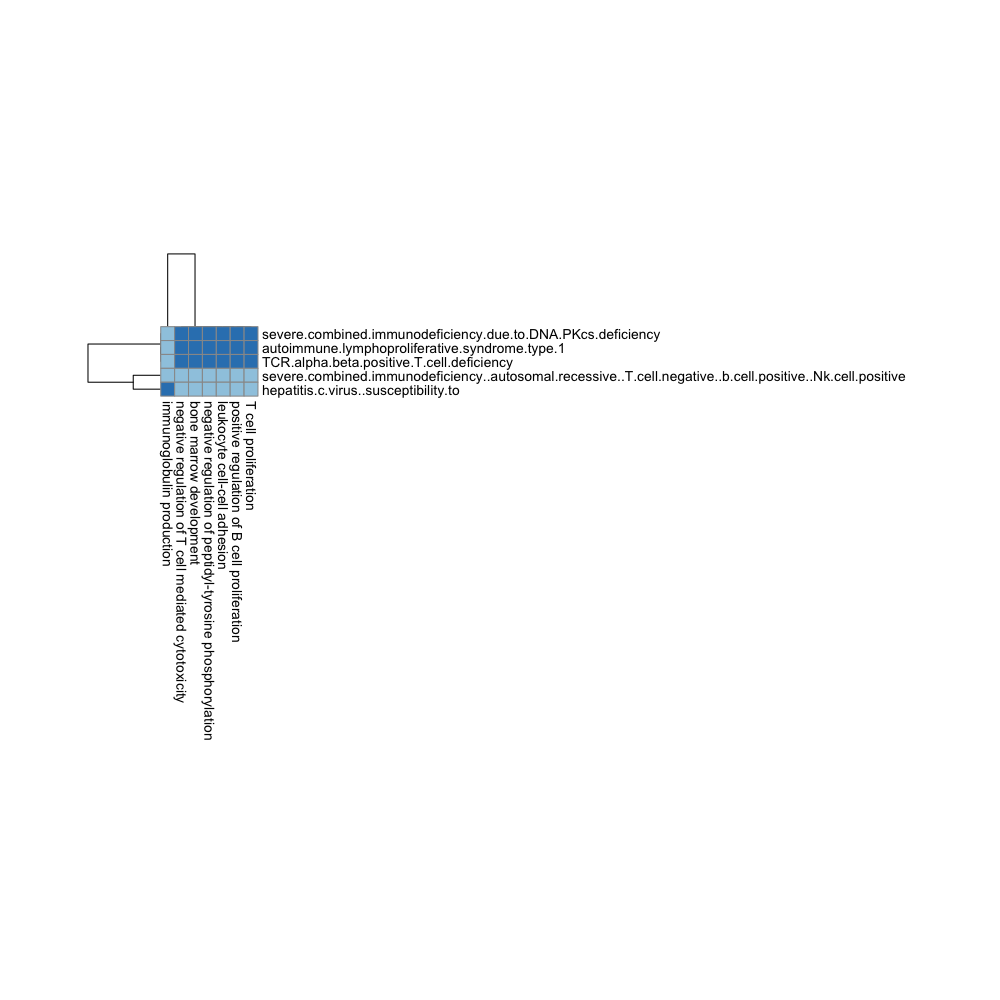 severe.combined.immunodeficiency.due.to.DNA.PKcs.deficiency
autoimmune.lymphoproliferative.syndrome.type.1
TCR.alpha.beta.positive.T.cell.deficiency
severe.combined.immunodeficiency..autosomal.recessive..T.cell.negative..b.cell.positive..Nk.cell.positive
hepatitis.c.virus..susceptibility.to
immunoglobulin production
negative regulation of T cell mediated cytotoxicity
bone marrow development
negative regulation of peptidyl-tyrosine phosphorylation
leukocyte cell-cell adhesion
positive regulation of B cell proliferation
T cell proliferation